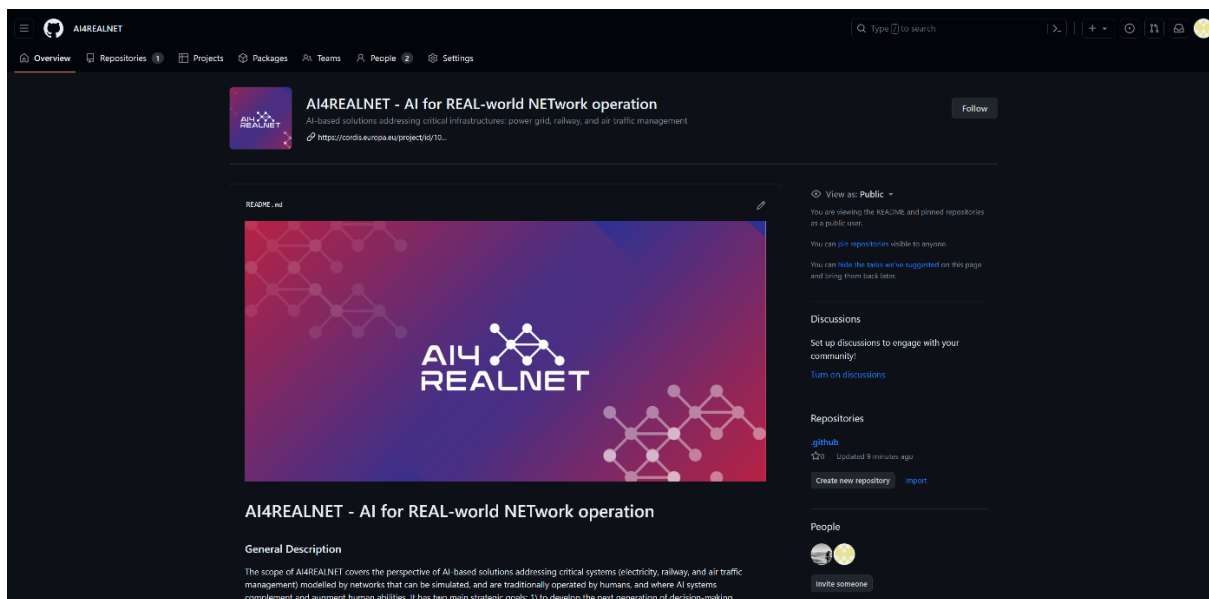 AI4REALNET
Type / to search
Overview
Repositories 1
Projects
Packages
Teams
People 2
Settings
AI4
REALNET
AI4REALNET - AI for REAL-world NETwork operation
AI-based solutions addressing critical infrastructures: power grid, railway, and air traffic management
https://cordis.europa.eu/project/id/10...
Follow
README.md
AI4
REALNET
AI4REALNET - AI for REAL-world NETwork operation
General Description
The scope of AI4REALNET covers the perspective of AI-based solutions addressing critical systems (electricity, railway, and air traffic
management) modelled by networks that can be simulated, and are traditionally operated by humans, and where AI systems
complement and augment human abilities. It has two main strategic goals: 1) to develop the next generation of decision-making
View as: Public
You are viewing the README and pinned repositories
as a public user.
You can pin repositories visible to anyone.
You can hide the tasks we've suggested on this page
and bring them back later.
Discussions
Set up discussions to engage with your
community!
Turn on discussions
Repositories
.github
0 Updated 9 minutes ago
Create new repository
Import
People
Invite someone